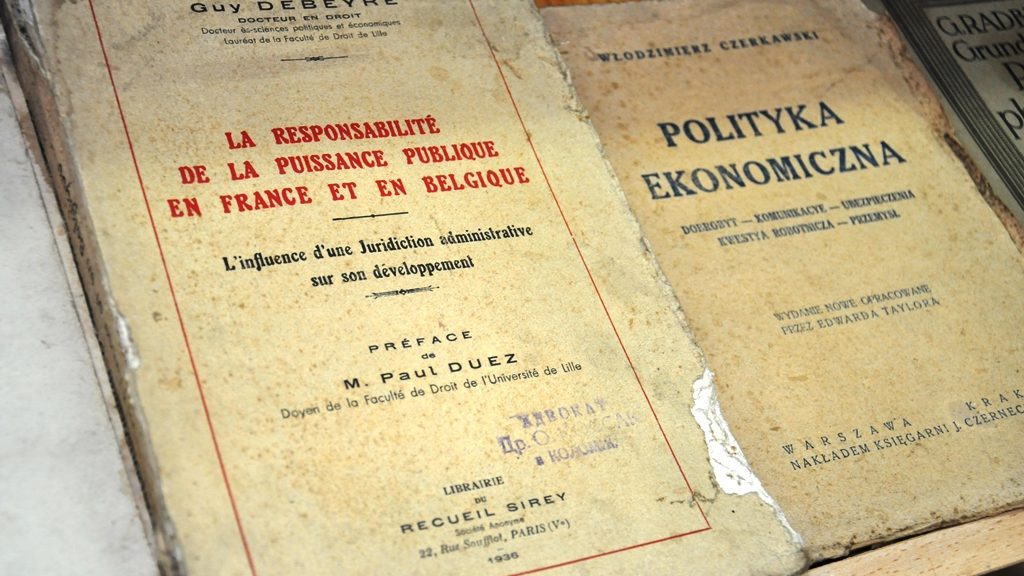 Guy DEBEYRE
DOCTEUR EN DROIT
Docteur ès-sciences politiques et économiques
Lauréat de la Faculté de Droit de Lille
LA RESPONSABILITÉ
DE LA PUISSANCE PUBLIQUE
EN FRANCE ET EN BELGIQUE
L'influence d'une Juridiction administrative
sur son développement
PRÉFACE
de
M. Paul DUEZ
Doyen de la Faculté de Droit de l'Université de Lille
Др. О
в
LIBRAIRIE
DU
RECUEIL SIREY
Société Anonyme
22, Rue Soufflot, PARIS (Vᵉ)
1936
WŁODZIMIERZ CZERKAWSKI
POLITYKA
EKONOMICZNA
DOBROBYT — KOMUNIKACYE — UBEZPIECZENIA
KWESTYA ROBOTNICZA — PRZEMYSŁ
WYDANIE NOWE OPRACOWANE
PRZEZ EDWARDA TAYLORA
WARSZAWA KRAK
NAKŁADEM KSIĘGARNI J. CZERNEC
G.RADB
Grund